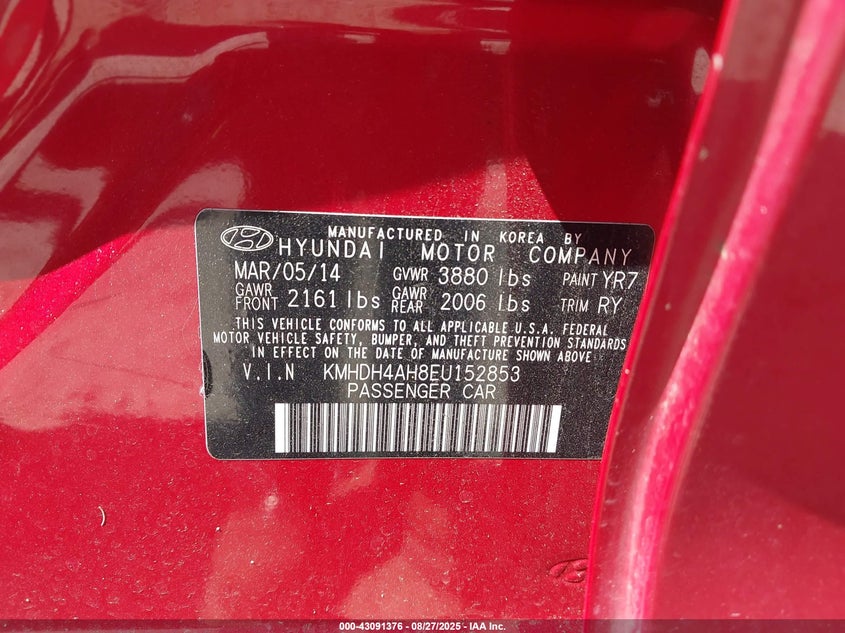 MANUFACTURED IN KOREA BY
HYUNDAI MOTOR COMPANY
MAR/05/14 GVWR 3880 lbs PAINT YR7
GAWR FRONT 2161 lbs GAWR REAR 2006 lbs TRIM RY
THIS VEHICLE CONFORMS TO ALL APPLICABLE U.S.A. FEDERAL
MOTOR VEHICLE SAFETY, BUMPER, AND THEFT PREVENTION STANDARDS
IN EFFECT ON THE DATE OF MANUFACTURE SHOWN ABOVE
V.I.N KMHDH4AH8EU152853
PASSENGER CAR
000-43091376 - 08/27/2025 - IAA Inc.